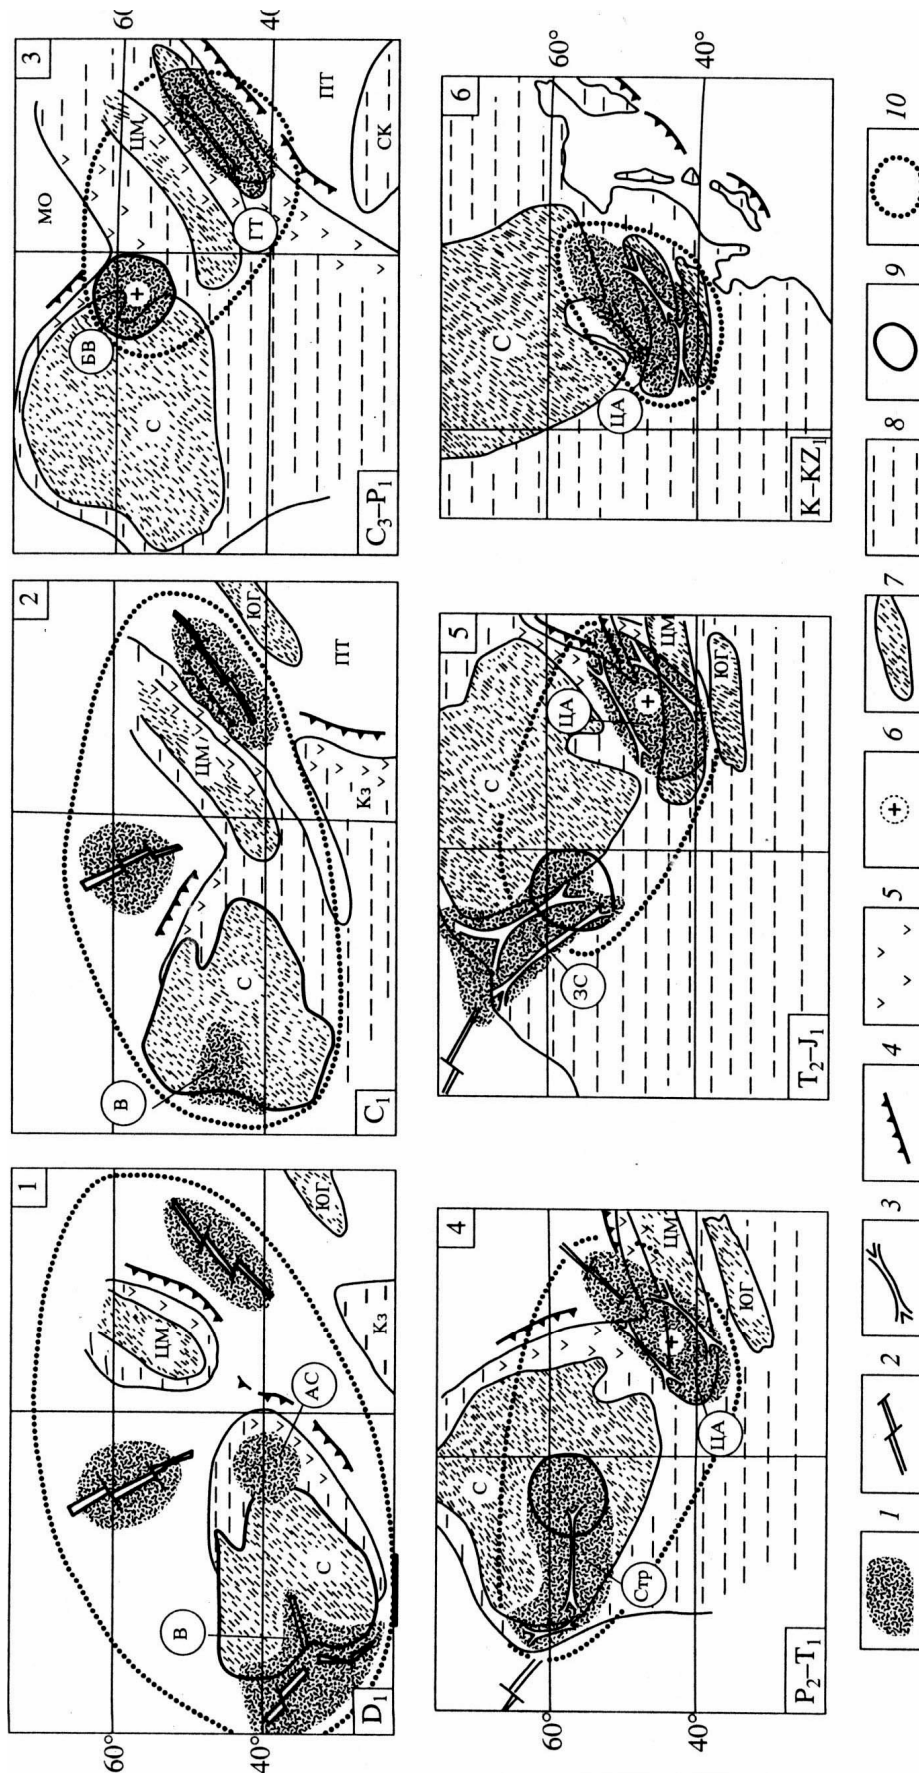 1
60°
40°
ЦМ
ЮГ
АС
Кз
В
С
D₁
2
ЦМ
ЮГ
ПТ
Кз
В
С
C₁
3
60
40
МО
ЦМ
ПТ
СК
ГТ
БВ
С
C₃–P₁
4
60°
40°
С
ЦМ
ЮГ
ЦА
Стр
P₂–T₁
5
С
ЦА
ЦМ
ЮГ
ЗС
T₂–J₁
6
60°
40°
С
ЦА
K–KZ₁
1
2
3
4
5
6
7
8
9
10